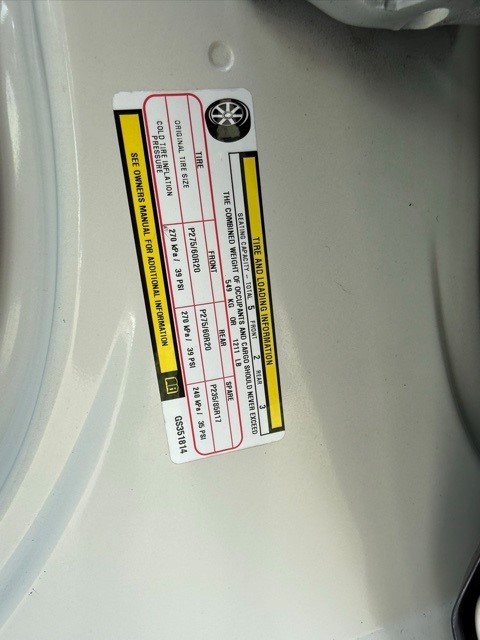 TIRE AND LOADING INFORMATION
SEATING CAPACITY - TOTAL 5 FRONT 2 REAR 3
THE COMBINED WEIGHT OF OCCUPANTS AND CARGO SHOULD NEVER EXCEED
549 KG OR 1211 LB
TIRE FRONT REAR SPARE
ORIGINAL TIRE SIZE P275/60R20 P275/60R20 P235/85R17
COLD TIRE INFLATION PRESSURE 270 kPa / 39 PSI 270 kPa / 39 PSI 240 kPa / 35 PSI
SEE OWNERS MANUAL FOR ADDITIONAL INFORMATION
GS351814